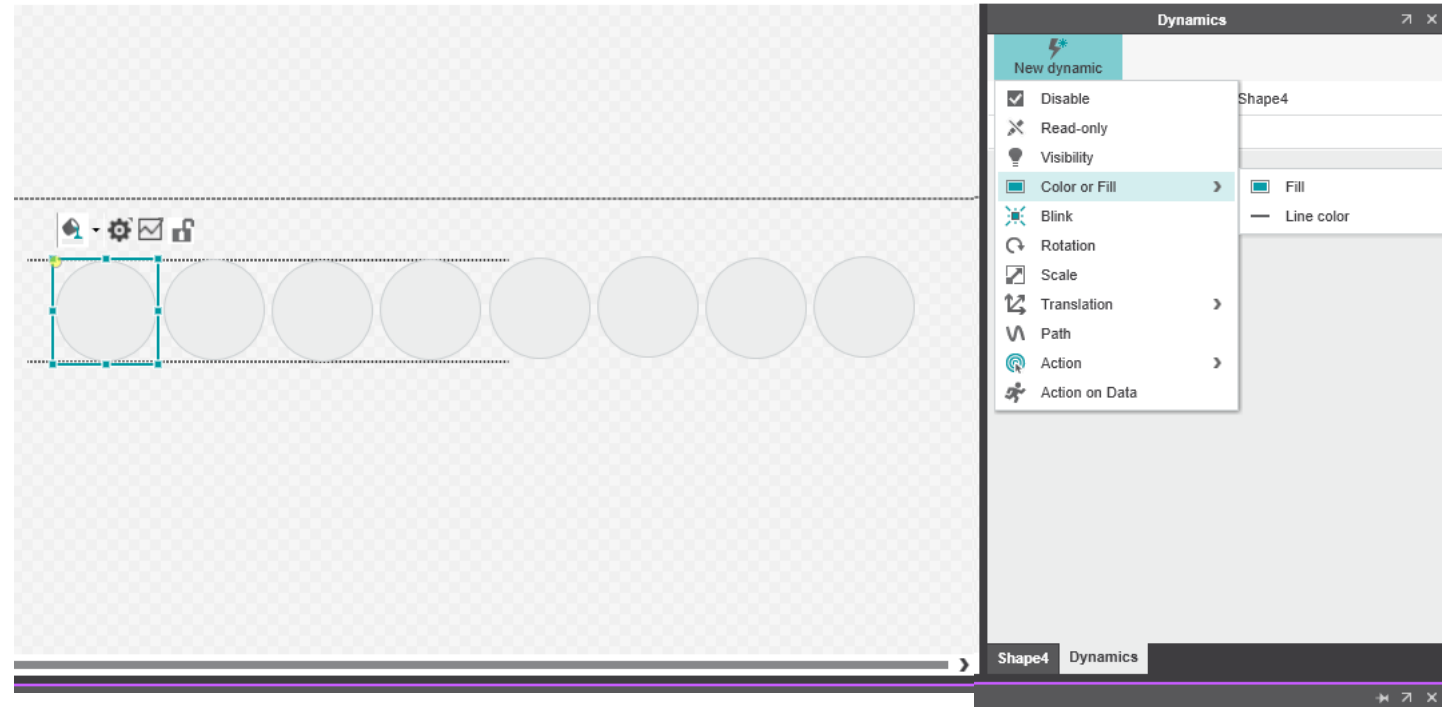 Dynamics
New dynamic
Disable
Shape4
Read-only
Visibility
Color or Fill
Fill
Blink
Line color
Rotation
Scale
Translation
Path
Action
Action on Data
Shape4
Dynamics